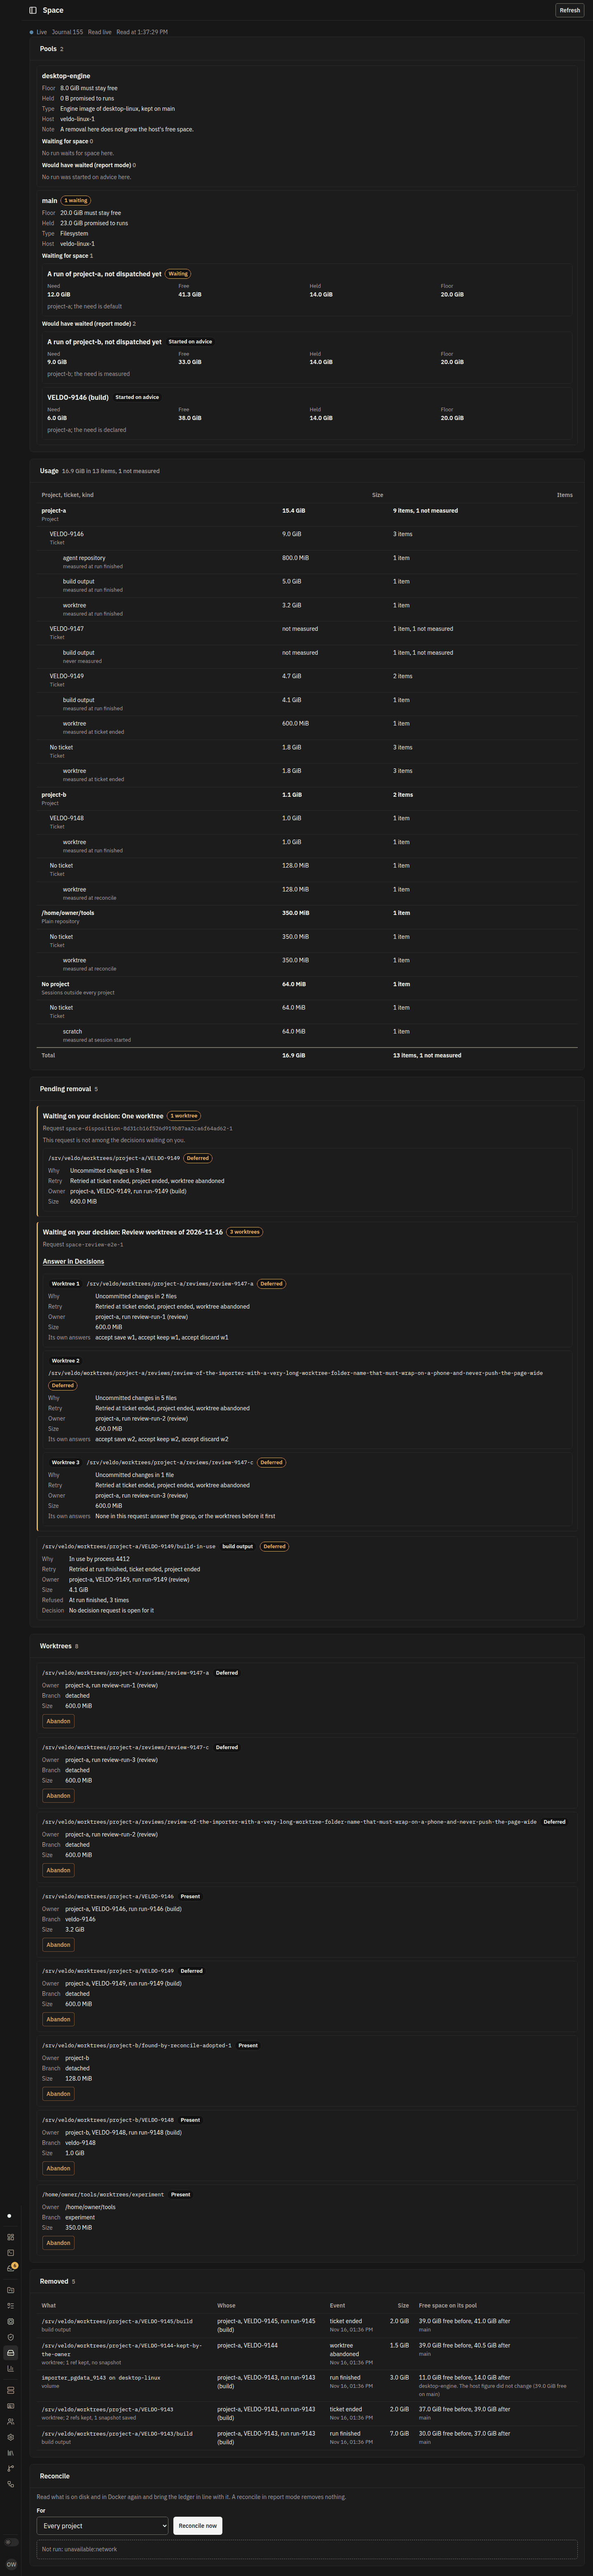 Space
Refresh
Live Journal 155 Read live Read at 1:37:29 PM
Pools 2
desktop-engine
Floor 8.0 GiB must stay free
Held 0 B promised to runs
Type Engine image of desktop-linux, kept on main
Host veldo-linux-1
Note A removal here does not grow the host's free space.
Waiting for space 0
No run waits for space here.
Would have waited (report mode) 0
No run was started on advice here.
main 1 waiting
Floor 20.0 GiB must stay free
Held 23.0 GiB promised to runs
Type Filesystem
Host veldo-linux-1
Waiting for space 1
A run of project-a, not dispatched yet Waiting
Need Free Held Floor
12.0 GiB 41.3 GiB 14.0 GiB 20.0 GiB
project-a; the need is default
Would have waited (report mode) 2
A run of project-b, not dispatched yet Started on advice
Need Free Held Floor
9.0 GiB 33.0 GiB 14.0 GiB 20.0 GiB
project-b; the need is measured
VELDO-9146 (build) Started on advice
Need Free Held Floor
6.0 GiB 38.0 GiB 14.0 GiB 20.0 GiB
project-a; the need is declared
Usage 16.9 GiB in 13 items, 1 not measured
Project, ticket, kind Size Items
project-a 15.4 GiB 9 items, 1 not measured
Project
VELDO-9146 9.0 GiB 3 items
Ticket
agent repository 800.0 MiB 1 item
measured at run finished
build output 5.0 GiB 1 item
measured at run finished
worktree 3.2 GiB 1 item
measured at run finished
VELDO-9147 not measured 1 item, 1 not measured
Ticket
build output not measured 1 item, 1 not measured
never measured
VELDO-9149 4.7 GiB 2 items
Ticket
build output 4.1 GiB 1 item
measured at run finished
worktree 600.0 MiB 1 item
measured at ticket ended
No ticket 1.8 GiB 3 items
Ticket
worktree 1.8 GiB 3 items
measured at ticket ended
project-b 1.1 GiB 2 items
Project
VELDO-9148 1.0 GiB 1 item
Ticket
worktree 1.0 GiB 1 item
measured at run finished
No ticket 128.0 MiB 1 item
Ticket
worktree 128.0 MiB 1 item
measured at reconcile
/home/owner/tools 350.0 MiB 1 item
Plain repository
No ticket 350.0 MiB 1 item
Ticket
worktree 350.0 MiB 1 item
measured at reconcile
No project 64.0 MiB 1 item
Sessions outside every project
No ticket 64.0 MiB 1 item
Ticket
scratch 64.0 MiB 1 item
measured at session started
Total 16.9 GiB 13 items, 1 not measured
Pending removal 5
Waiting on your decision: One worktree 1 worktree
Request
This request is not among the decisions waiting on you.
/srv/veldo/worktrees/project-a/VELDO-9149 Deferred
Why Uncommitted changes in 3 files
Retry Retried at ticket ended, project ended, worktree abandoned
Owner project-a, VELDO-9149, run run-9149 (build)
Size 600.0 MiB
Waiting on your decision: Review worktrees of 2026-11-16 3 worktrees
Request space-review-e2e-1
Answer in Decisions
Worktree 1 /srv/veldo/worktrees/project-a/reviews/review-9147-a Deferred
Why Uncommitted changes in 2 files
Retry Retried at ticket ended, project ended, worktree abandoned
Owner project-a, run review-run-1 (review)
Size 600.0 MiB
Its own answers accept save w1, accept keep w1, accept discard w1
Worktree 2
/srv/veldo/worktrees/project-a/reviews/review-of-the-importer-with-a-very-long-worktree-folder-name-that-must-wrap-on-a-phone-and-never-push-the-page-wide
Deferred
Why Uncommitted changes in 5 files
Retry Retried at ticket ended, project ended, worktree abandoned
Owner project-a, run review-run-2 (review)
Size 600.0 MiB
Its own answers accept save w2, accept keep w2, accept discard w2
Worktree 3 /srv/veldo/worktrees/project-a/reviews/review-9147-c Deferred
Why Uncommitted changes in 1 file
Retry Retried at ticket ended, project ended, worktree abandoned
Owner project-a, run review-run-3 (review)
Size 600.0 MiB
Its own answers None in this request: answer the group, or the worktrees before it first
/srv/veldo/worktrees/project-a/VELDO-9149/build-in-use build output Deferred
Why In use by process 4412
Retry Retried at run finished, ticket ended, project ended
Owner project-a, VELDO-9149, run run-9149 (review)
Size 4.1 GiB
Refused At run finished, 3 times
Decision No decision request is open for it
Worktrees 8
/srv/veldo/worktrees/project-a/reviews/review-9147-a Deferred
Owner project-a, run review-run-1 (review)
Branch detached
Size 600.0 MiB
Abandon
/srv/veldo/worktrees/project-a/reviews/review-9147-c Deferred
Owner project-a, run review-run-3 (review)
Branch detached
Size 600.0 MiB
Abandon
/srv/veldo/worktrees/project-a/reviews/review-of-the-importer-with-a-very-long-worktree-folder-name-that-must-wrap-on-a-phone-and-never-push-the-page-wide Deferred
Owner project-a, run review-run-2 (review)
Branch detached
Size 600.0 MiB
Abandon
/srv/veldo/worktrees/project-a/VELDO-9146 Present
Owner project-a, VELDO-9146, run run-9146 (build)
Branch veldo-9146
Size 3.2 GiB
Abandon
/srv/veldo/worktrees/project-a/VELDO-9149 Deferred
Owner project-a, VELDO-9149, run run-9149 (build)
Branch detached
Size 600.0 MiB
Abandon
/srv/veldo/worktrees/project-b/found-by-reconcile-adopted-1 Present
Owner project-b
Branch detached
Size 128.0 MiB
Abandon
/srv/veldo/worktrees/project-b/VELDO-9148 Present
Owner project-b, VELDO-9148, run run-9148 (build)
Branch veldo-9148
Size 1.0 GiB
Abandon
/home/owner/tools/worktrees/experiment Present
Owner /home/owner/tools
Branch experiment
Size 350.0 MiB
Abandon
Removed 5
What Whose Event Size Free space on its pool
/srv/veldo/worktrees/project-a/VELDO-9145/build project-a, VELDO-9145, run run-9145 (build) ticket ended 2.0 GiB 39.0 GiB free before, 41.0 GiB after
build output Nov 16, 01:36 PM main
/srv/veldo/worktrees/project-a/VELDO-9144-kept-by-the-owner project-a, VELDO-9144 worktree abandoned 1.5 GiB 39.0 GiB free before, 40.5 GiB after
worktree; 1 ref kept, no snapshot Nov 16, 01:36 PM main
importer_pgdata_9143 on desktop-linux project-a, VELDO-9143, run run-9143 (build) run finished 3.0 GiB 11.0 GiB free before, 14.0 GiB after
volume Nov 16, 01:36 PM desktop-engine. The host figure did not change (39.0 GiB free on main)
/srv/veldo/worktrees/project-a/VELDO-9143 project-a, VELDO-9143, run run-9143 (build) ticket ended 2.0 GiB 37.0 GiB free before, 39.0 GiB after
worktree; 2 refs kept, 1 snapshot saved Nov 16, 01:36 PM main
/srv/veldo/worktrees/project-a/VELDO-9143/build project-a, VELDO-9143, run run-9143 (build) run finished 7.0 GiB 30.0 GiB free before, 37.0 GiB after
build output Nov 16, 01:36 PM main
Reconcile
Read what is on disk and in Docker again and bring the ledger in line with it. A reconcile in report mode removes nothing.
For
Every project
Reconcile now
Not run: unavailable:network
OW